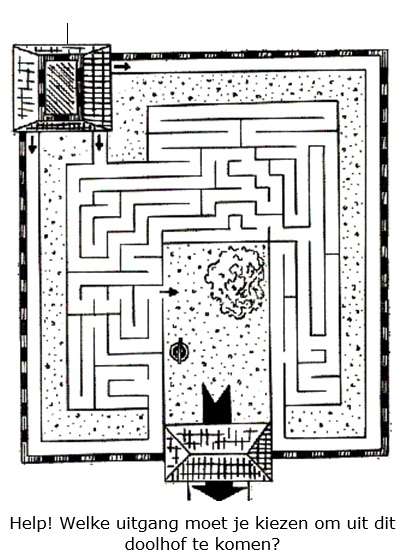 Help! Welke uitgang moet je kiezen om uit dit
doolhof te komen?